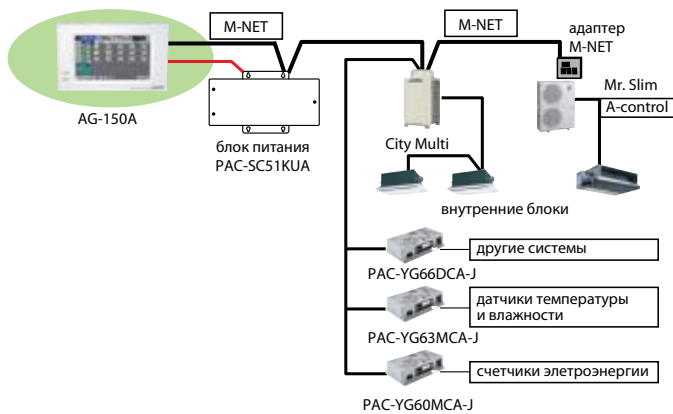 M-NET
M-NET
адаптер
M-NET
AG-150A
блок питания
PAC-SC51KUA
City Multi
Mr. Slim
A-control
внутренние блоки
другие системы
PAC-YG66DCA-J
датчики температуры
и влажности
PAC-YG63MCA-J
счетчики элетроэнергии
PAC-YG60MCA-J